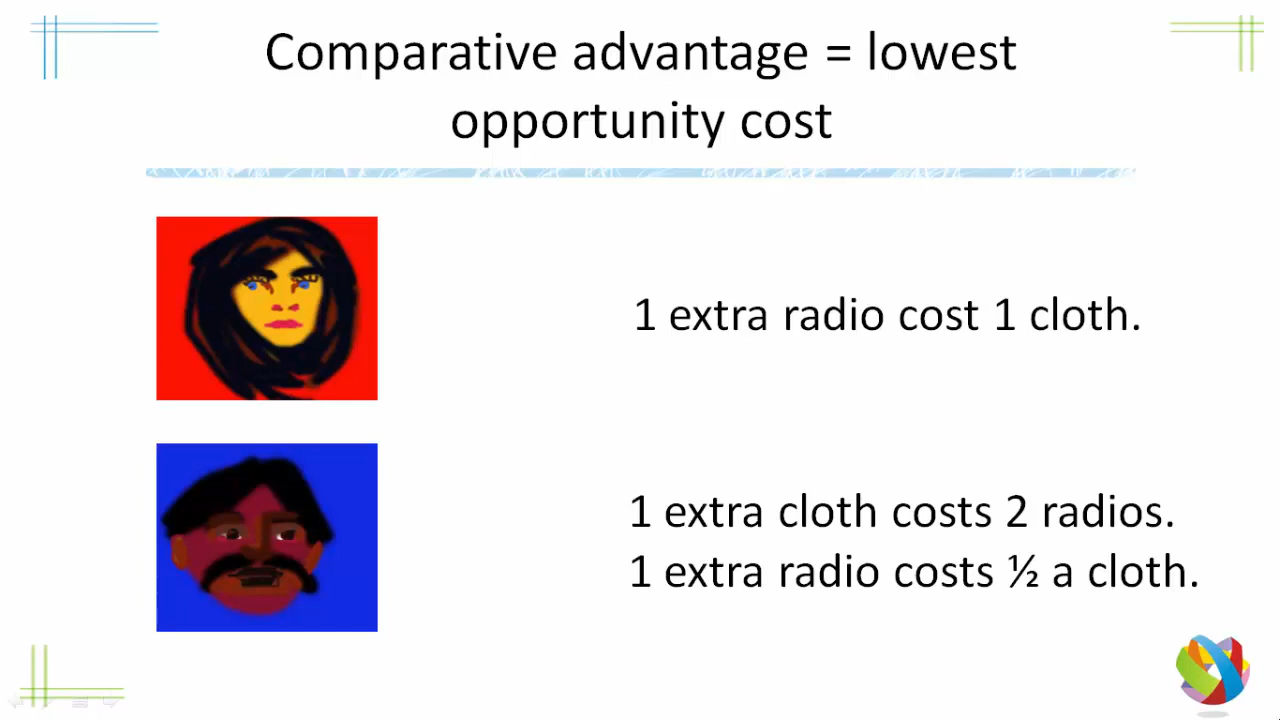 Comparative advantage = lowest
opportunity cost
1 extra radio cost 1 cloth.
1 extra cloth costs 2 radios.
1 extra radio costs ½ a cloth.